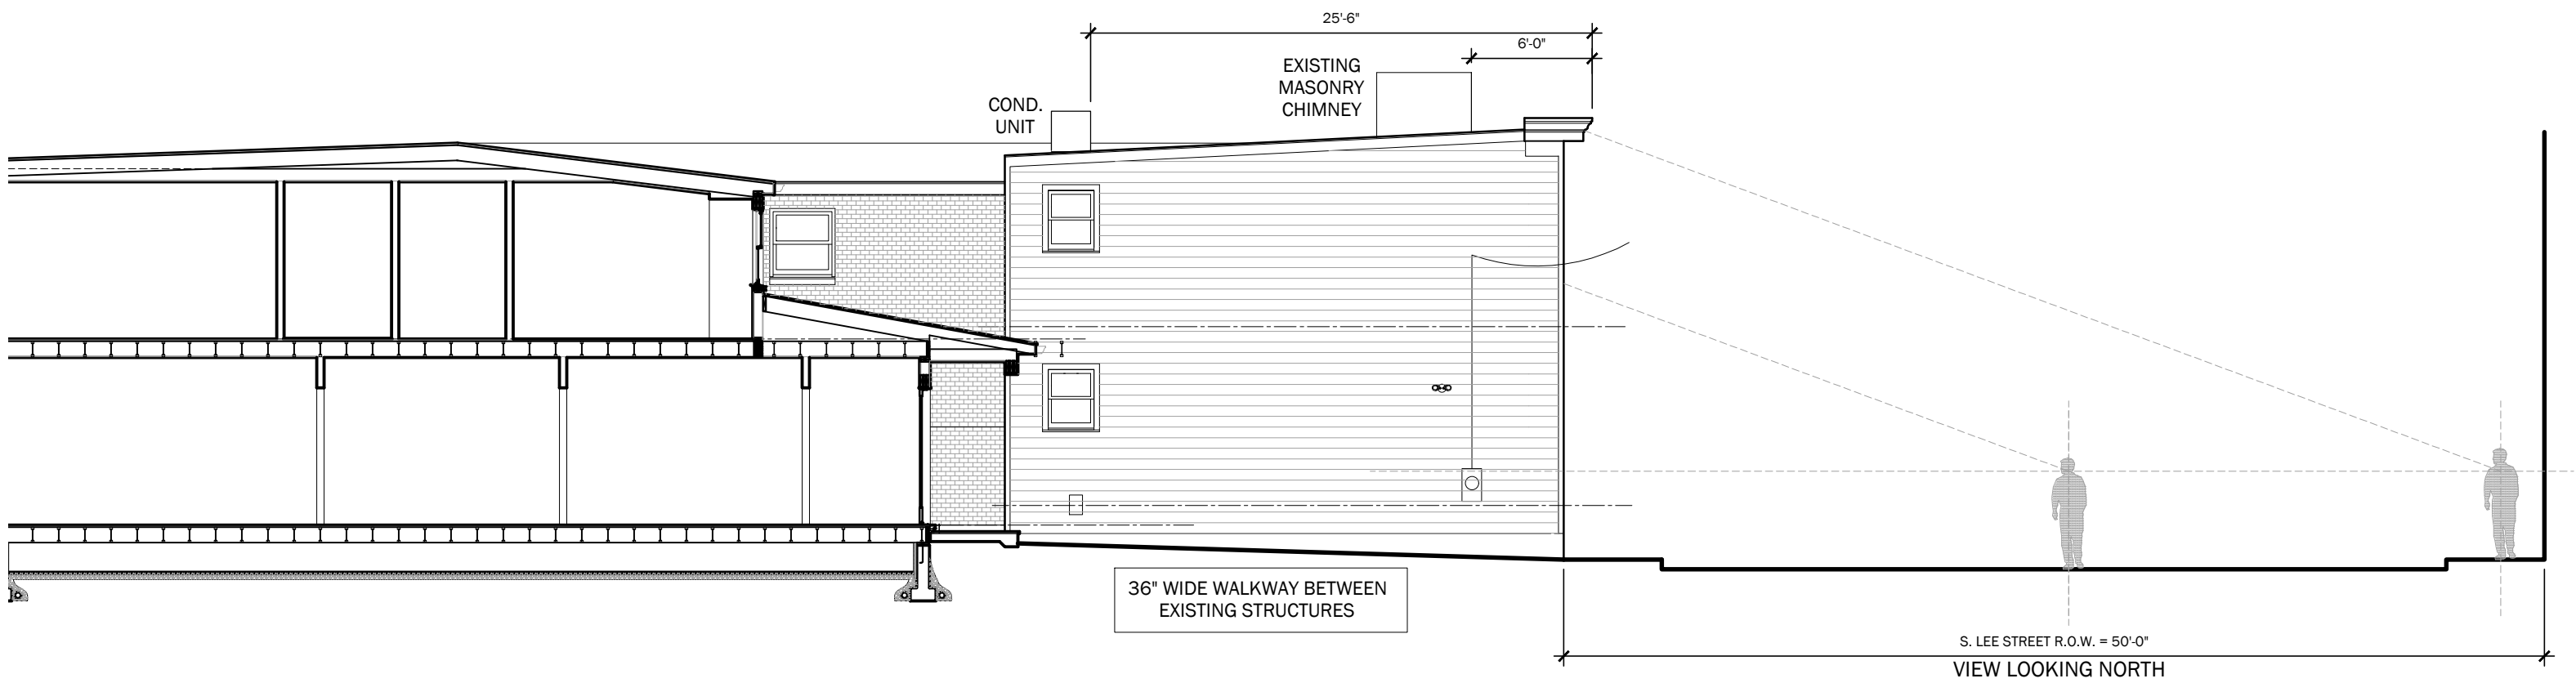 25'-6"
6'-0"
EXISTING
MASONRY
CHIMNEY
COND.
UNIT
36" WIDE WALKWAY BETWEEN
EXISTING STRUCTURES
S. LEE STREET R.O.W. = 50'-0"
VIEW LOOKING NORTH